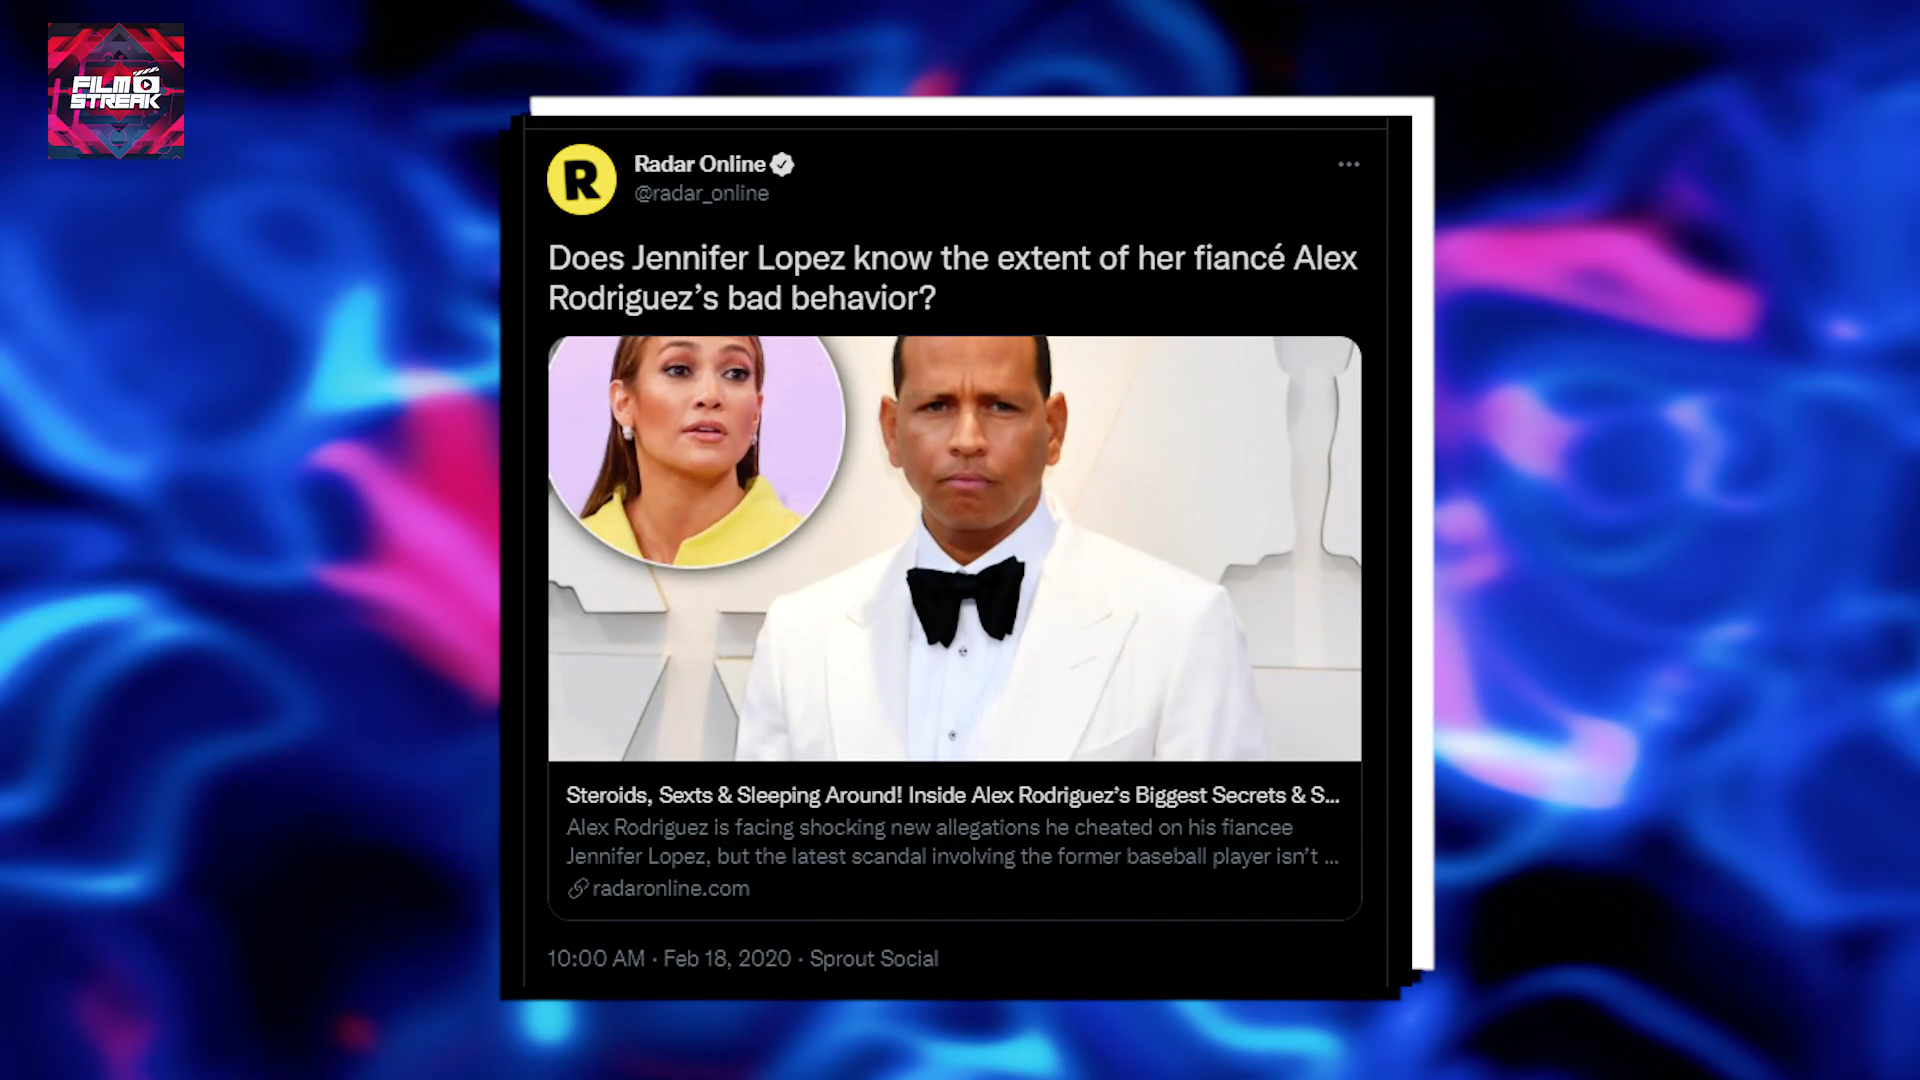 FILM
STREAK
R
Radar Online
@radar_online
Does Jennifer Lopez know the extent of her fiancé Alex
Rodriguez’s bad behavior?
Steroids, Sexts & Sleeping Around! Inside Alex Rodriguez’s Biggest Secrets & S...
Alex Rodriguez is facing shocking new allegations he cheated on his fiancee
Jennifer Lopez, but the latest scandal involving the former baseball player isn’t ...
radaronline.com
10:00 AM · Feb 18, 2020 · Sprout Social